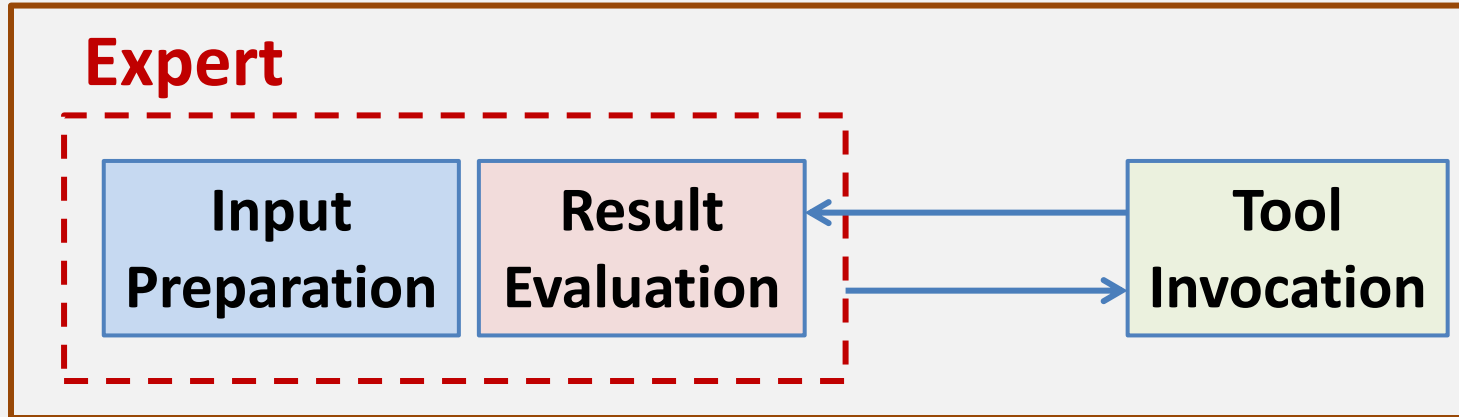 Expert
Input
Preparation
Result
Evaluation
Tool
Invocation